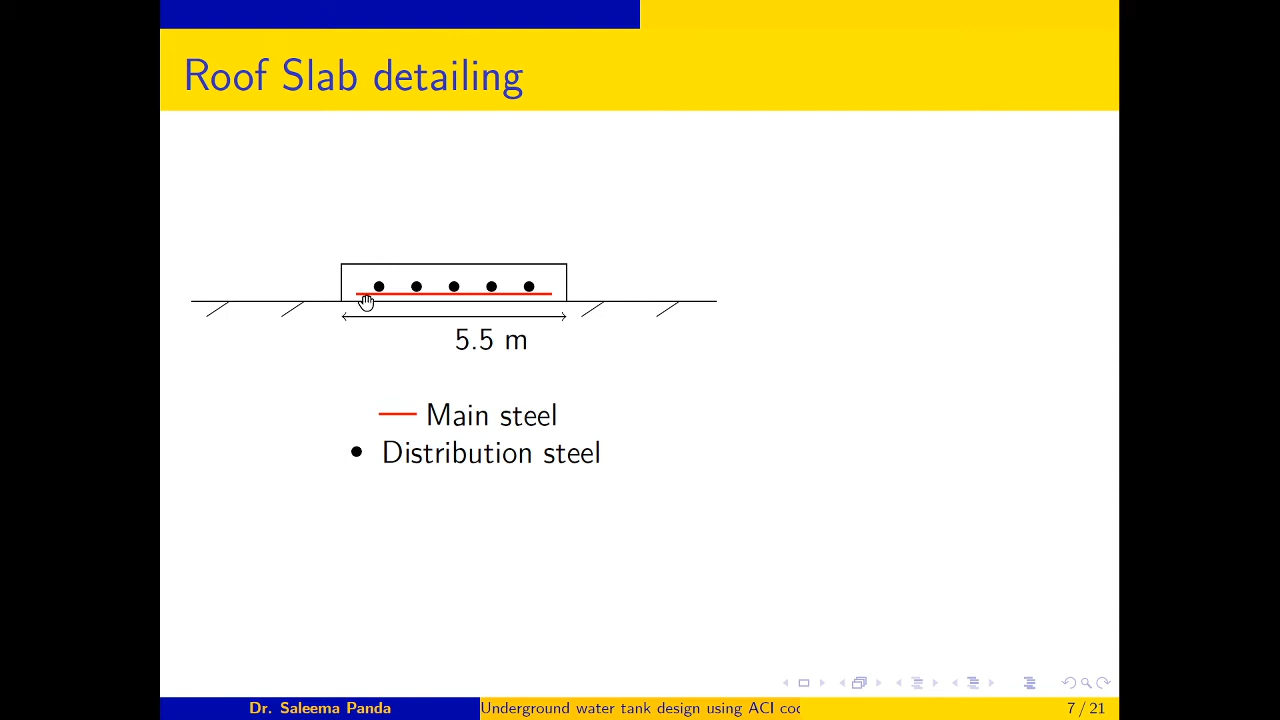 Roof Slab detailing
5.5 m
Main steel
Distribution steel
Dr. Saleema Panda
Underground water tank design using ACI
7 / 21